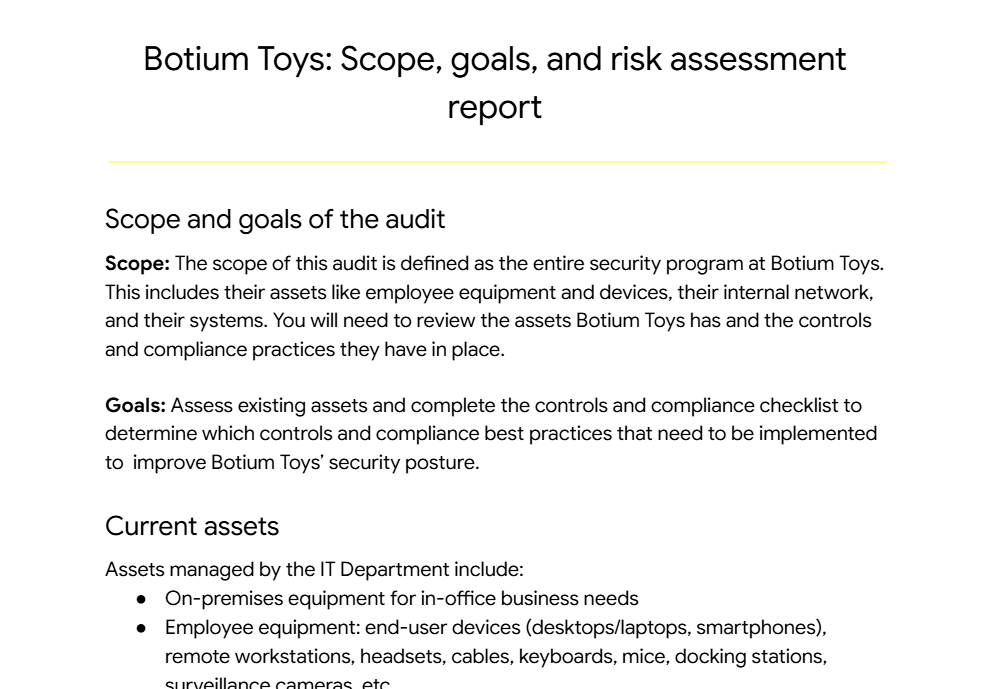 Botium Toys: Scope, goals, and risk assessment
report
Scope and goals of the audit
Scope: The scope of this audit is defined as the entire security program at Botium Toys.
This includes their assets like employee equipment and devices, their internal network,
and their systems. You will need to review the assets Botium Toys has and the controls
and compliance practices they have in place.
Goals: Assess existing assets and complete the controls and compliance checklist to
determine which controls and compliance best practices that need to be implemented
to  improve Botium Toys’ security posture.
Current assets
Assets managed by the IT Department include:
● On-premises equipment for in-office business needs
● Employee equipment: end-user devices (desktops/laptops, smartphones),
remote workstations, headsets, cables, keyboards, mice, docking stations,
surveillance cameras, etc.